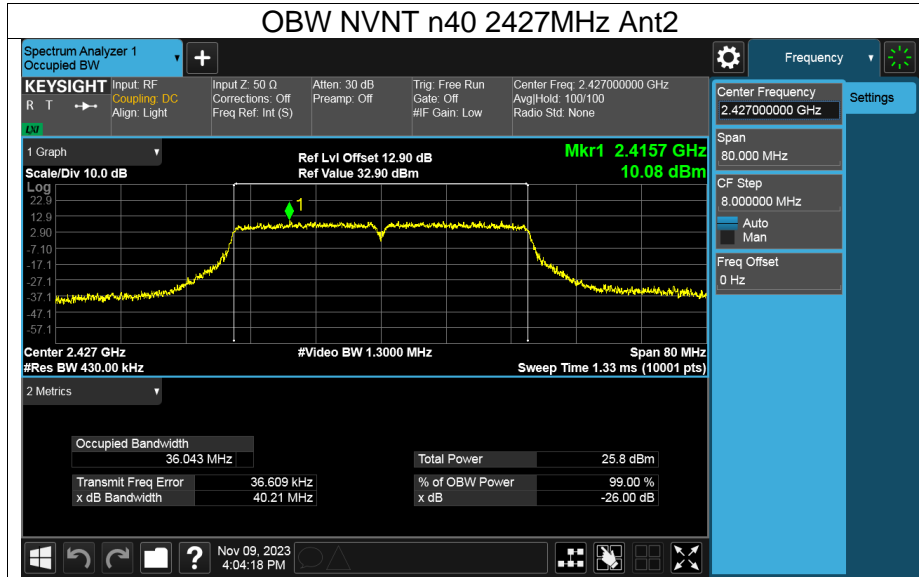 OBW NVNT n40 2427MHz Ant2
Spectrum Analyzer 1
Occupied BW
+
Frequency
KEYSIGHT
R T
LXI
Input: RF
Coupling: DC
Align: Light
Input Z: 50 Ω
Corrections: Off
Freq Ref: Int (S)
Atten: 30 dB
Preamp: Off
Trig: Free Run
Gate: Off
#IF Gain: Low
Center Freq: 2.427000000 GHz
Avg|Hold: 100/100
Radio Std: None
Center Frequency
2.427000000 GHz
Settings
Span
80.000 MHz
CF Step
8.000000 MHz
Auto
Man
Freq Offset
0 Hz
1 Graph
Scale/Div 10.0 dB
Ref Lvl Offset 12.90 dB
Ref Value 32.90 dBm
Mkr1 2.4157 GHz
10.08 dBm
Log
22.9
12.9
2.90
-7.10
-17.1
-27.1
-37.1
-47.1
-57.1
1
Center 2.427 GHz
#Res BW 430.00 kHz
#Video BW 1.3000 MHz
Span 80 MHz
Sweep Time 1.33 ms (10001 pts)
2 Metrics
Occupied Bandwidth
36.043 MHz
Total Power 25.8 dBm
Transmit Freq Error 36.609 kHz
% of OBW Power 99.00 %
x dB Bandwidth 40.21 MHz
x dB -26.00 dB
?
Nov 09, 2023
4:04:18 PM